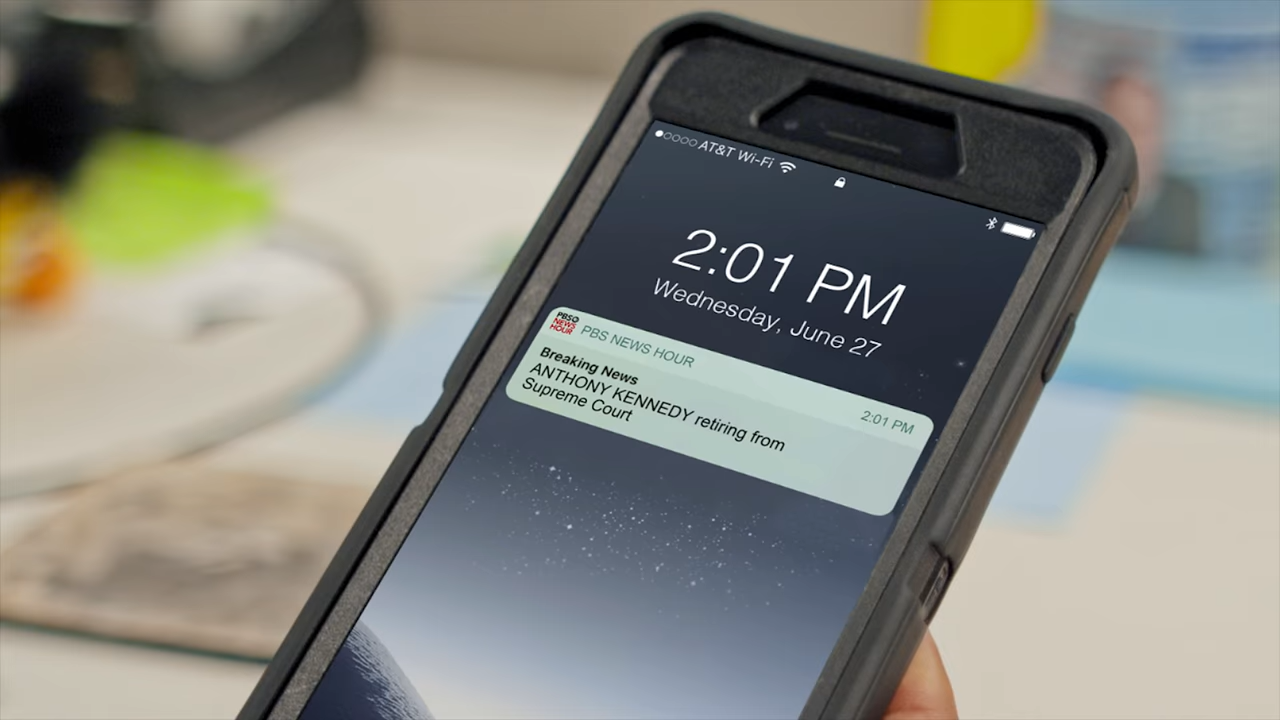 AT&T Wi-Fi
2:01 PM
Wednesday, June 27
PBS
NEWS
HOUR
PBS NEWS HOUR
2:01 PM
Breaking News
ANTHONY KENNEDY retiring from
Supreme Court